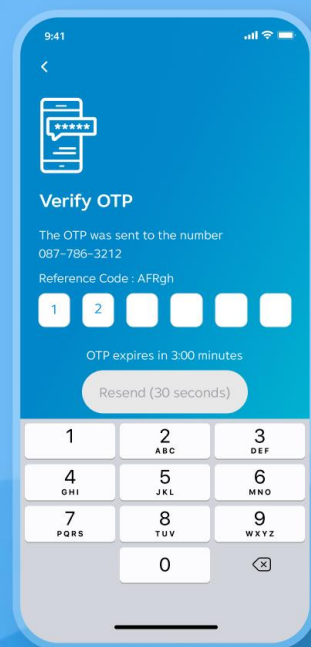 9:41
*****
Verify OTP
The OTP was sent to the number
087-786-3212
Reference Code : AFRgh
1 2
OTP expires in 3:00 minutes
Resend (30 seconds)
1 2 3
ABC DEF
4 5 6
GHI JKL MNO
7 8 9
PQRS TUV WXYZ
0